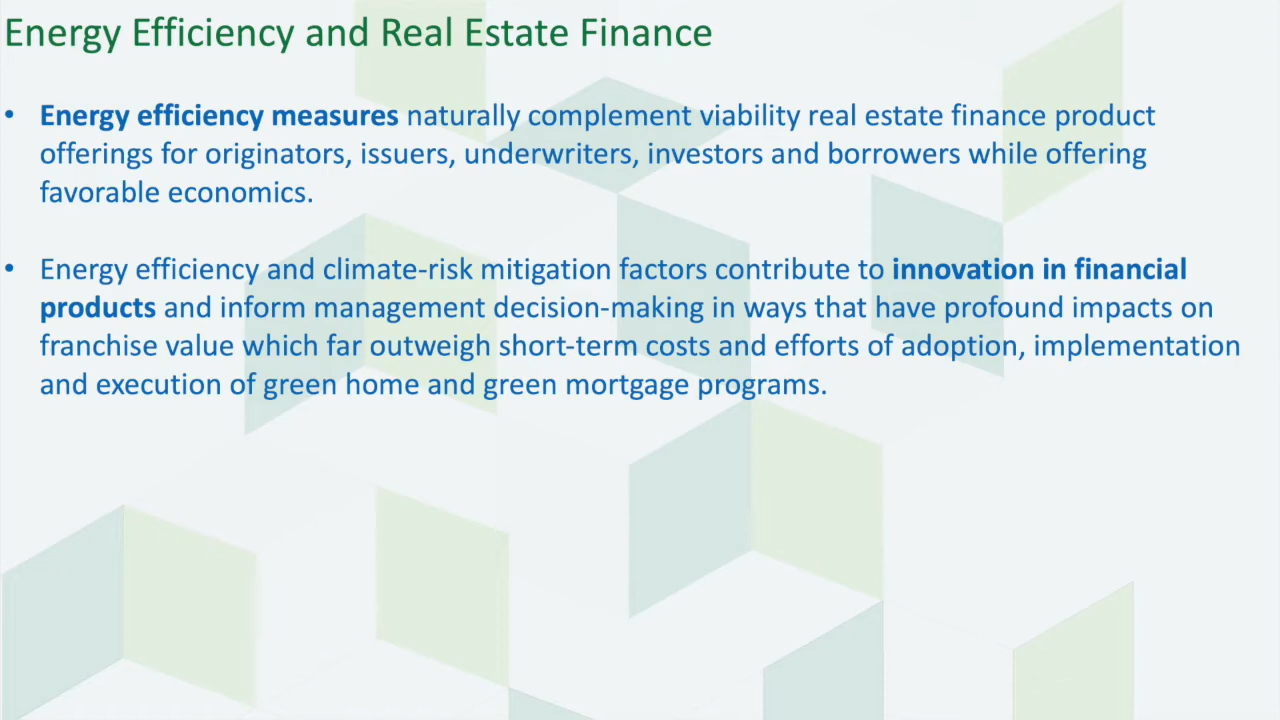 Energy Efficiency and Real Estate Finance
• Energy efficiency measures naturally complement viability real estate finance product
offerings for originators, issuers, underwriters, investors and borrowers while offering
favorable economics.
• Energy efficiency and climate-risk mitigation factors contribute to innovation in financial
products and inform management decision-making in ways that have profound impacts on
franchise value which far outweigh short-term costs and efforts of adoption, implementation
and execution of green home and green mortgage programs.